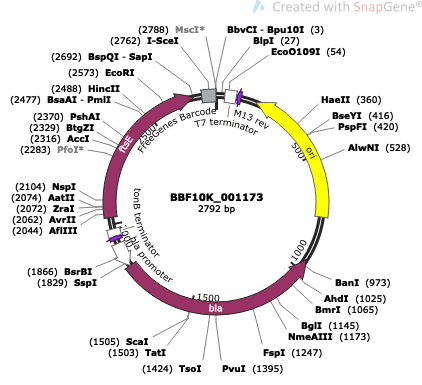 Created with SnapGene®
(2788) MscI*
(2762) I-SceI
(2692) BspQI - SapI
(2573) EcoRI
(2488) HincII
(2477) BsaAI - PmlI
(2370) PshAI
(2329) BtgZI
(2316) AccI
(2283) PfoI*
(2104) NspI
(2074) AatII
(2072) ZraI
(2062) AvrII
(2044) AflIII
(1866) BsrBI
(1829) SspI
(1505) ScaI
(1503) TatI
(1424) TsoI
BbvCI - Bpu10I (3)
BlpI (27)
EcoO109I (54)
HaeII (360)
BseYI (416)
PspFI (420)
AlwNI (528)
BanI (973)
AhdI (1025)
BmrI (1065)
BglI (1145)
NmeAIII (1173)
FspI (1247)
PvuI (1395)
FreeGenes Barcode
T7 terminator
M13 rev
ori
500
1000
1500
2500
ftsE
tonB terminator
bla promoter
bla
BBF10K_001173
2792 bp